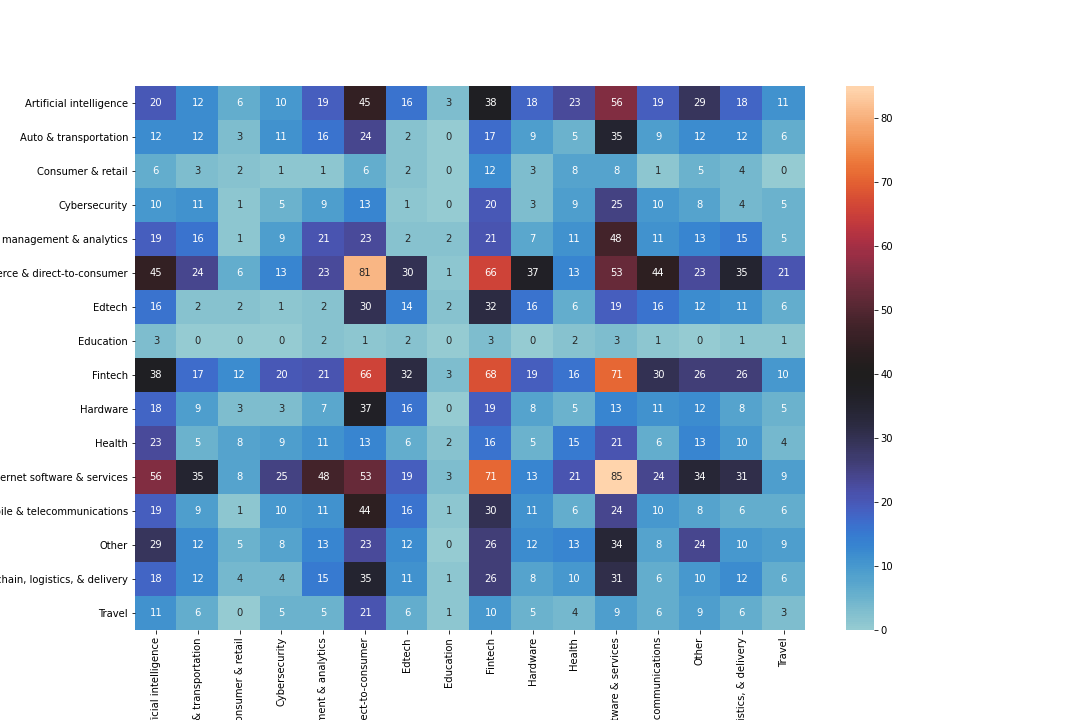 Artificial intelligence 20 12 6 10 19 45 16 3 38 18 23 56 19 29 18 11
Auto & transportation 12 12 3 11 16 24 2 0 17 9 5 35 9 12 12 6
Consumer & retail 6 3 2 1 1 6 2 0 12 3 8 8 1 5 4 0
Cybersecurity 10 11 1 5 9 13 1 0 20 3 9 25 10 8 4 5
management & analytics 19 16 1 9 21 23 2 2 21 7 11 48 11 13 15 5
rce & direct-to-consumer 45 24 6 13 23 81 30 1 66 37 13 53 44 23 35 21
Edtech 16 2 2 1 2 30 14 2 32 16 6 19 16 12 11 6
Education 3 0 0 0 2 1 2 0 3 0 2 3 1 0 1 1
Fintech 38 17 12 20 21 66 32 3 68 19 16 71 30 26 26 10
Hardware 18 9 3 3 7 37 16 0 19 8 5 13 11 12 8 5
Health 23 5 8 9 11 13 6 2 16 5 15 21 6 13 10 4
ernet software & services 56 35 8 25 48 53 19 3 71 13 21 85 24 34 31 9
ile & telecommunications 19 9 1 10 11 44 16 1 30 11 6 24 10 8 6 6
Other 29 12 5 8 13 23 12 0 26 12 13 34 8 24 10 9
chain, logistics, & delivery 18 12 4 4 15 35 11 1 26 8 10 31 6 10 12 6
Travel 11 6 0 5 5 21 6 1 10 5 4 9 6 9 6 3
icial intelligence
& transportation
onsumer & retail
Cybersecurity
ment & analytics
ect-to-consumer
Edtech
Education
Fintech
Hardware
Health
tware & services
communications
Other
istics, & delivery
Travel
80
70
60
50
40
30
20
10
0